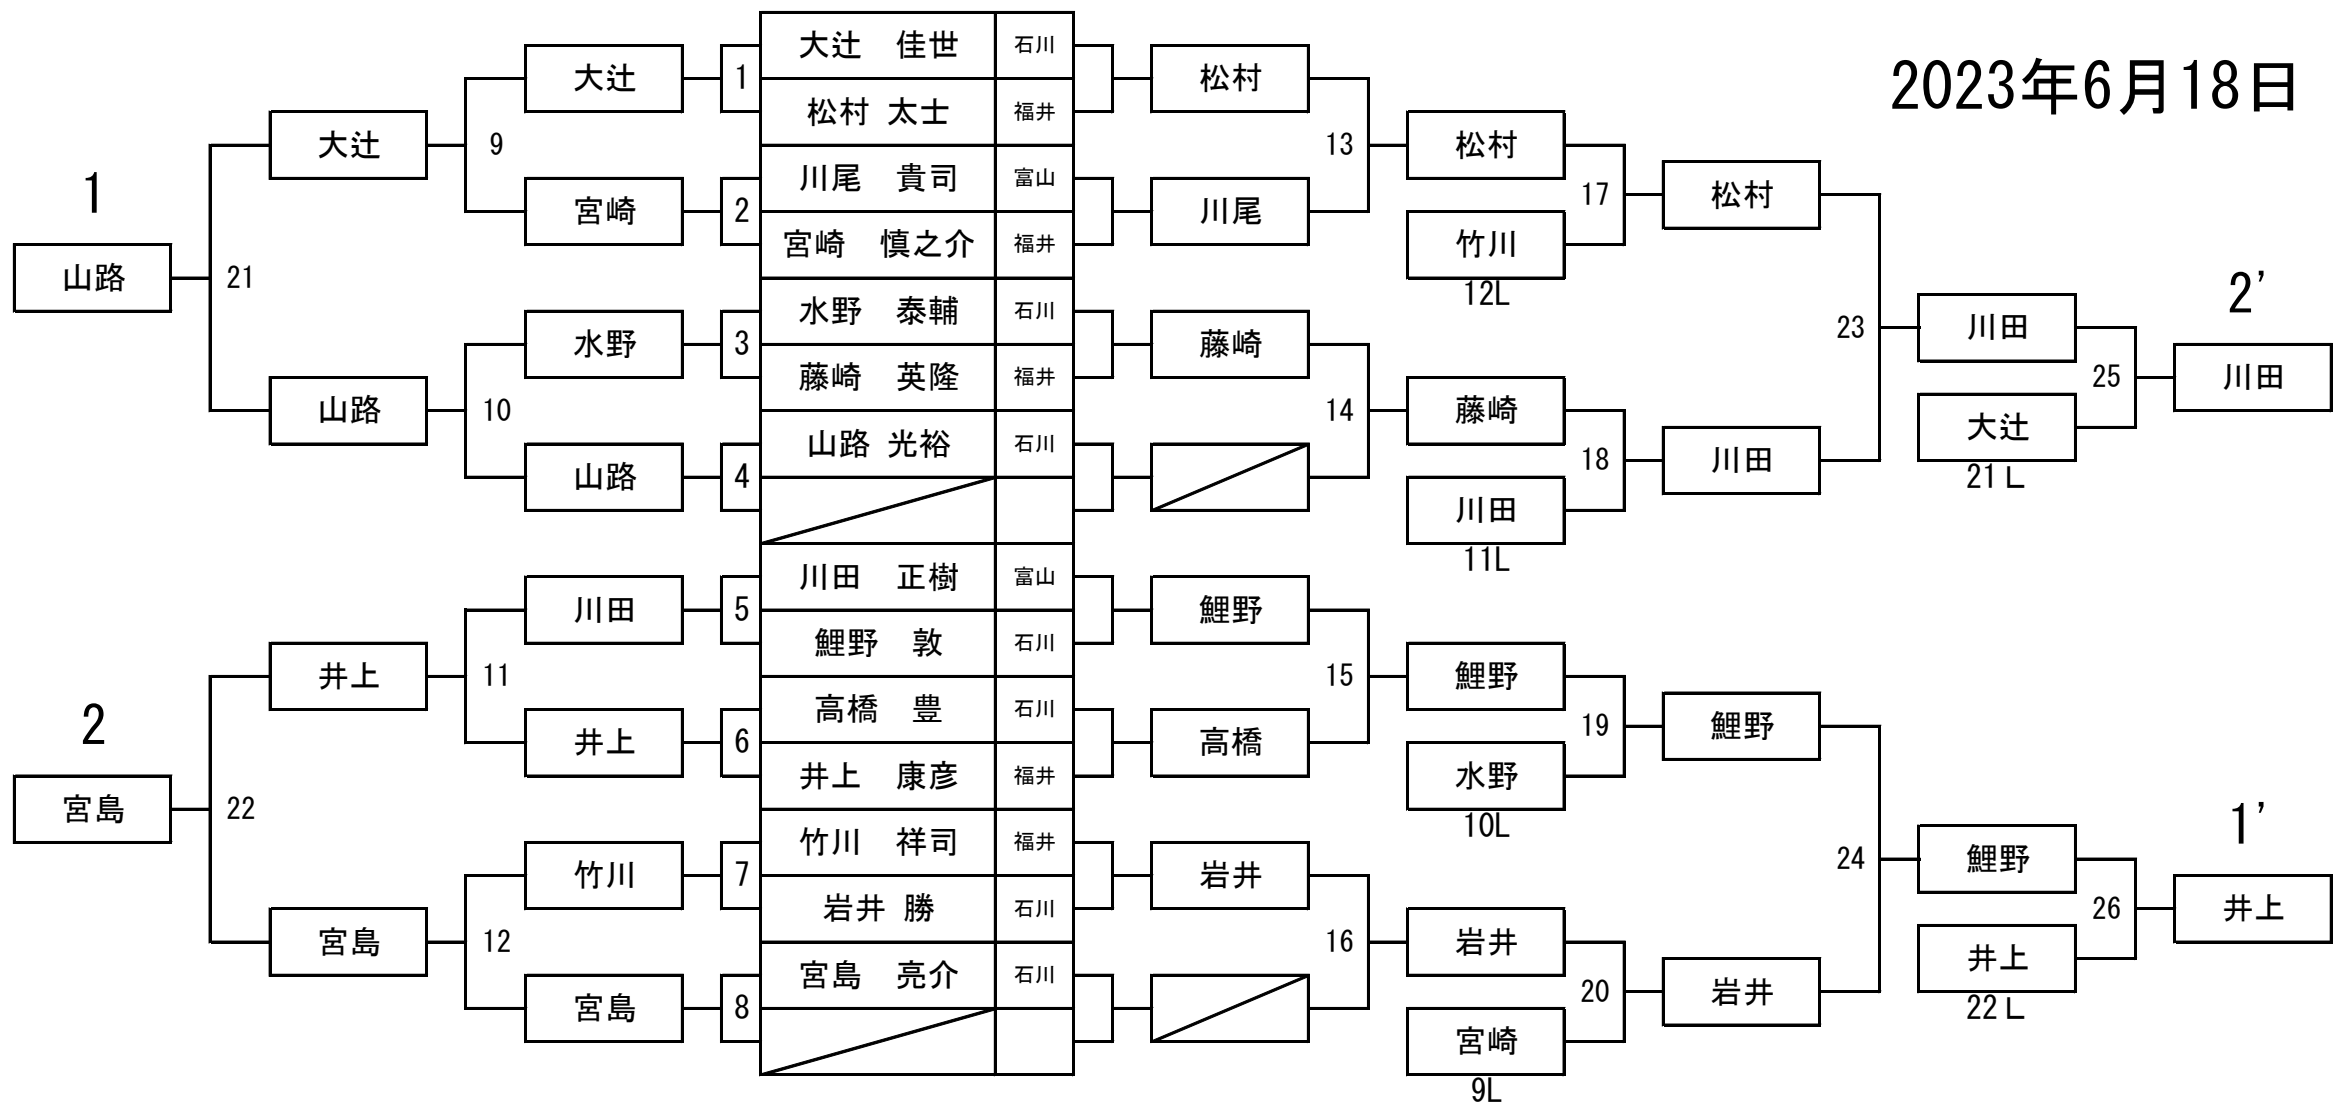 2023年6月18日
1
山路
21
大辻
9
大辻
宮崎
山路
10
水野
山路
2
宮島
22
井上
11
川田
井上
宮島
12
竹川
宮島
1 大辻 佳世 石川
松村 太士 福井
2 川尾 貴司 富山
宮崎 慎之介 福井
3 水野 泰輔 石川
藤崎 英隆 福井
4 山路 光裕 石川
5 川田 正樹 富山
鯉野 敦 石川
6 高橋 豊 石川
井上 康彦 福井
7 竹川 祥司 福井
岩井 勝 石川
8 宮島 亮介 石川
松村
13
川尾
藤崎
14
鯉野
15
高橋
岩井
16
松村
17
竹川
12L
藤崎
18
川田
11L
鯉野
19
水野
10L
岩井
20
宮崎
9L
松村
23
川田
鯉野
24
岩井
川田
25
大辻
21L
鯉野
26
井上
22L
2'
川田
1'
井上